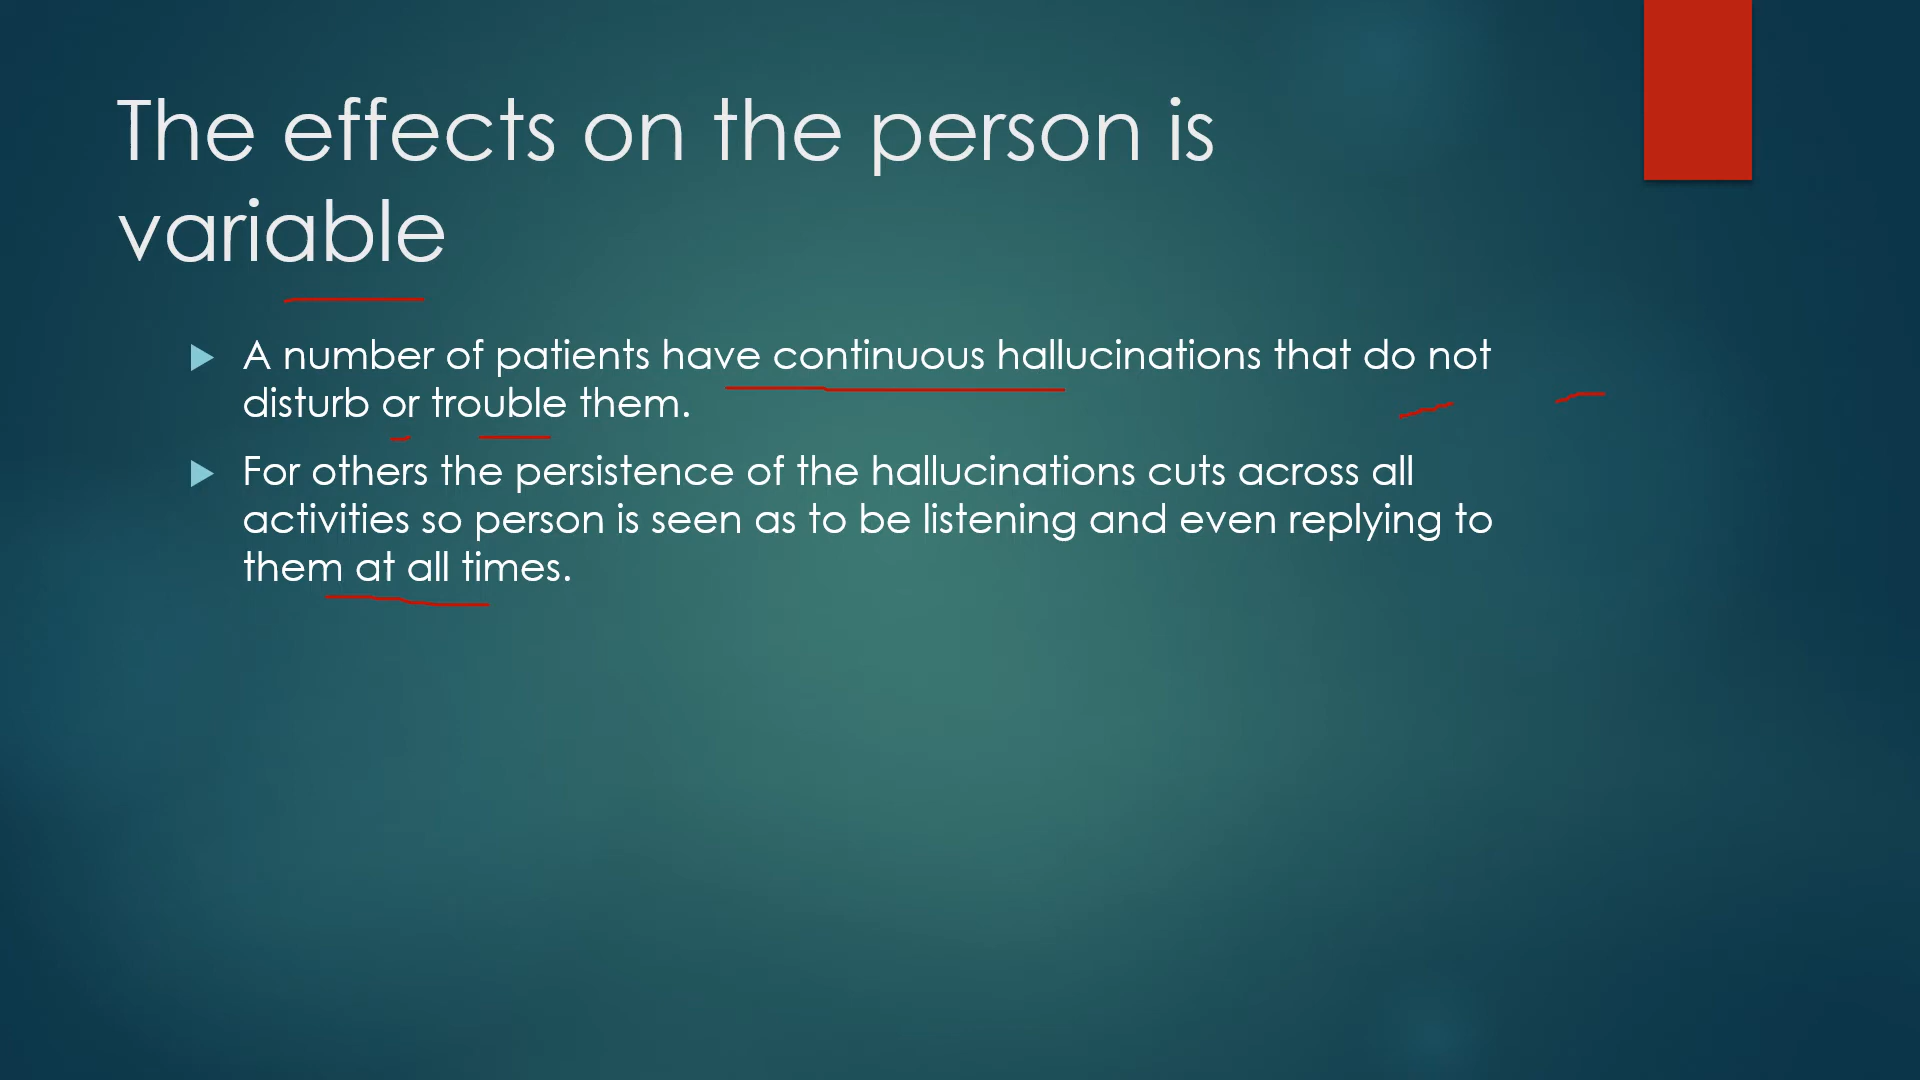 The effects on the person is
variable
A number of patients have continuous hallucinations that do not
disturb or trouble them.
For others the persistence of the hallucinations cuts across all
activities so person is seen as to be listening and even replying to
them at all times.